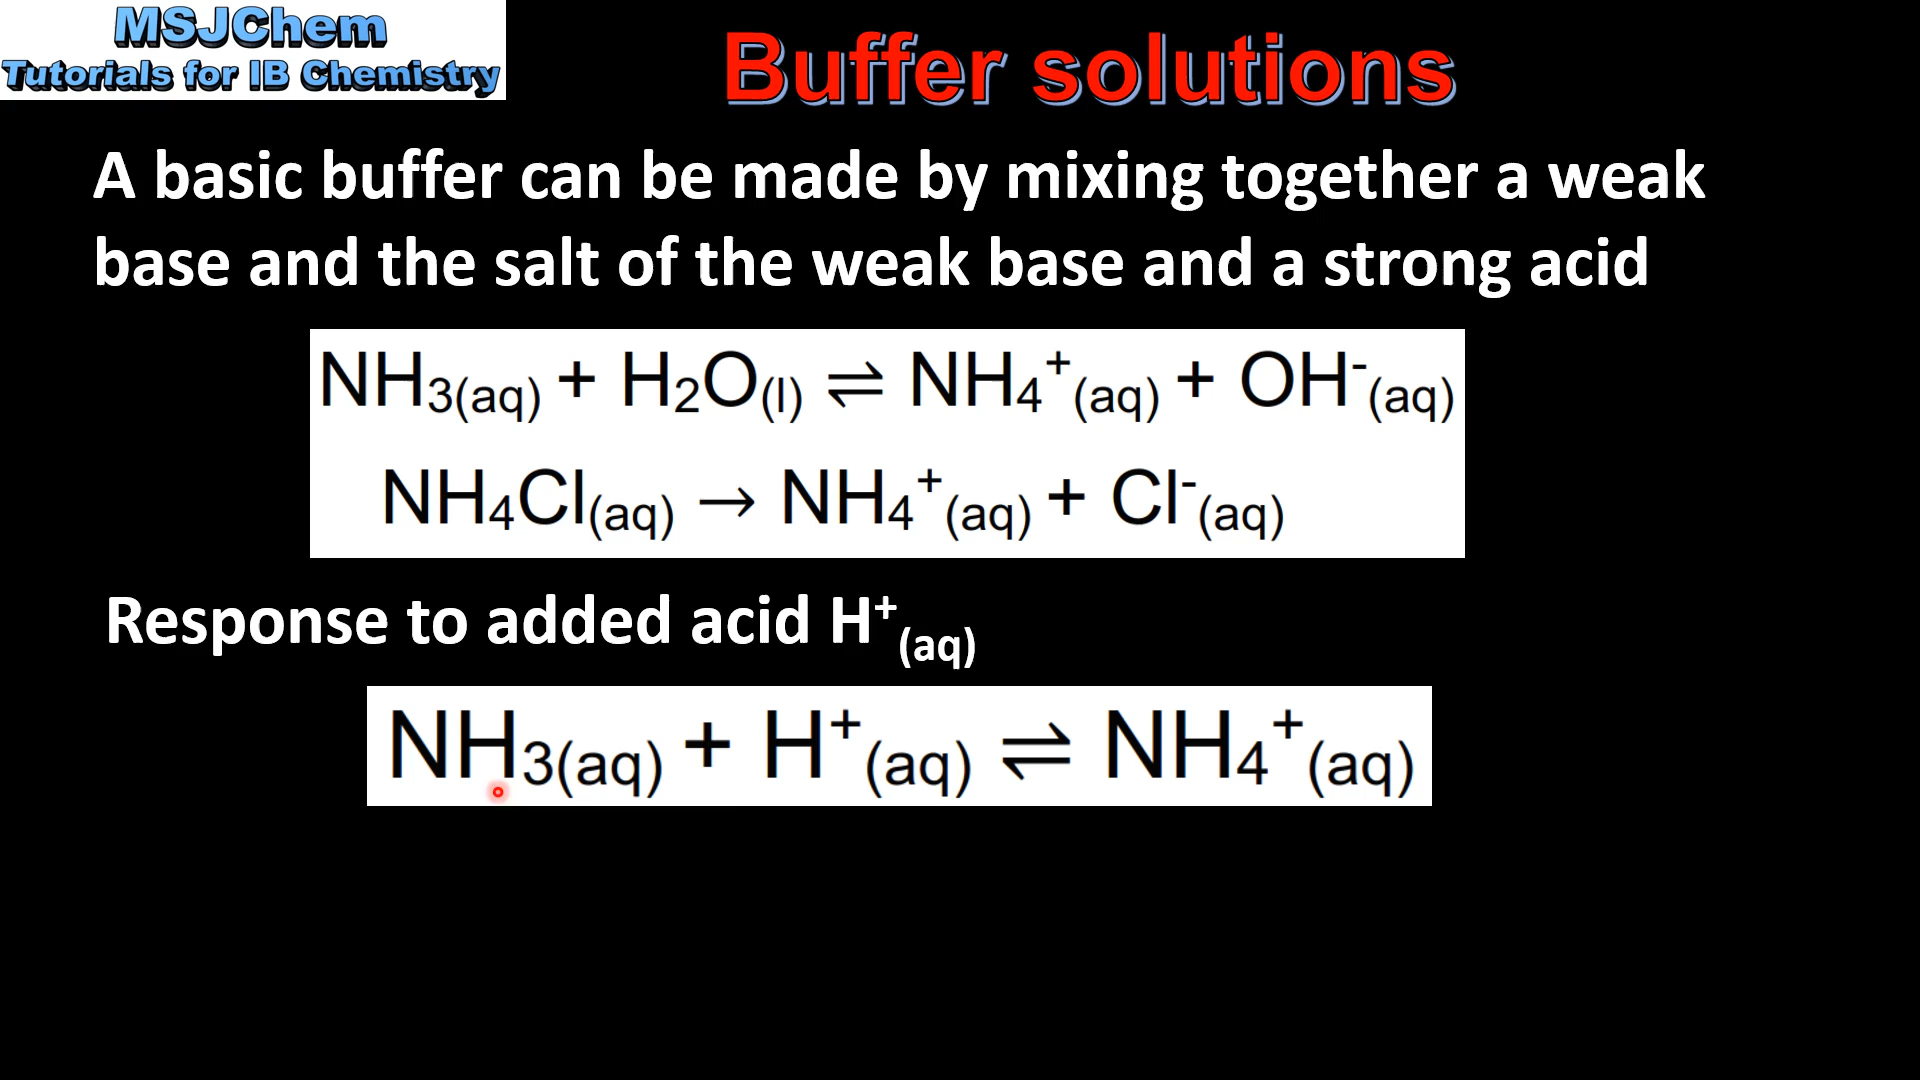 MSJChem
Tutorials for IB Chemistry
Buffer solutions
A basic buffer can be made by mixing together a weak
base and the salt of the weak base and a strong acid
NH₃(aq) + H₂O(l) ⇌ NH₄⁺(aq) + OH⁻(aq)
NH₄Cl(aq) → NH₄⁺(aq) + Cl⁻(aq)
Response to added acid H⁺(aq)
NH₃(aq) + H⁺(aq) ⇌ NH₄⁺(aq)